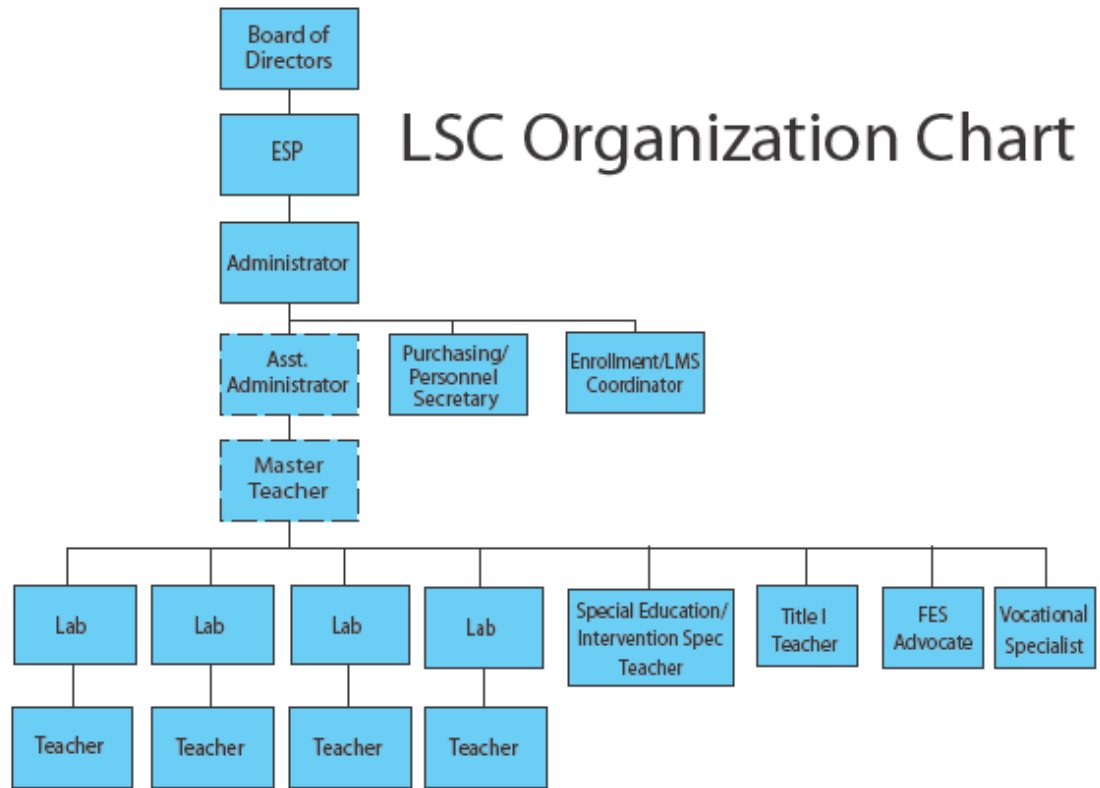 Board of
Directors
LSC Organization Chart
ESP
Administrator
Asst.
Administrator
Purchasing/
Personnel
Secretary
Enrollment/LMS
Coordinator
Master
Teacher
Lab
Lab
Lab
Lab
Special Education/
Intervention Spec
Teacher
Title I
Teacher
FES
Advocate
Vocational
Specialist
Teacher
Teacher
Teacher
Teacher